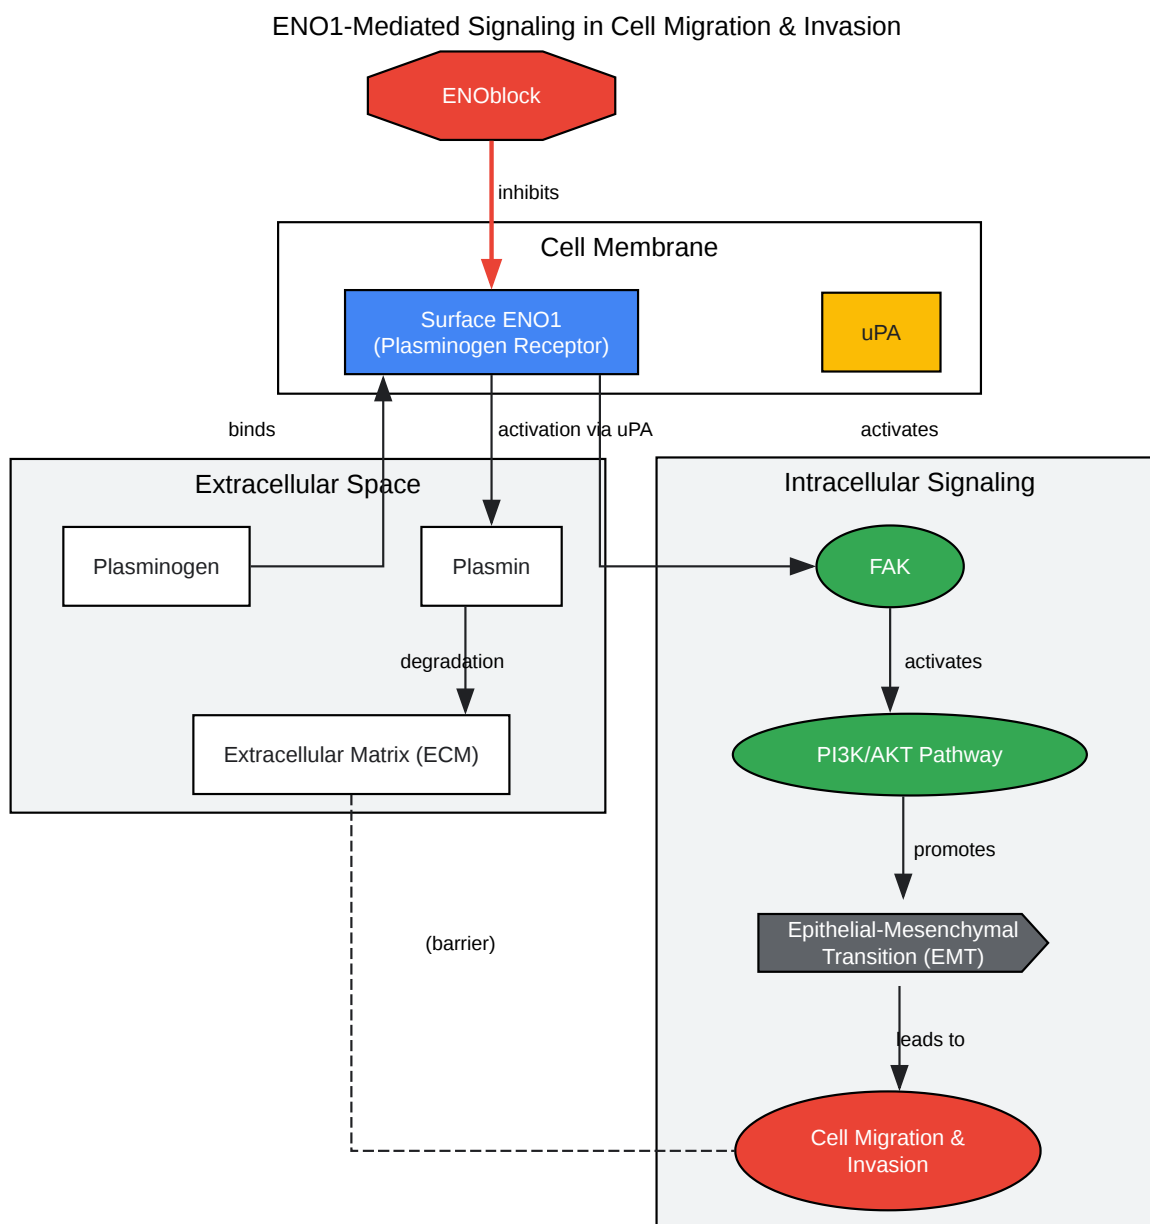 ENO1-Mediated Signaling in Cell Migration & Invasion
ENOblock
inhibits
Cell Membrane
Surface ENO1
(Plasminogen Receptor)
uPA
binds
activation via uPA
activates
Extracellular Space
Intracellular Signaling
Plasminogen
Plasmin
FAK
degradation
activates
Extracellular Matrix (ECM)
PI3K/AKT Pathway
promotes
Epithelial-Mesenchymal
Transition (EMT)
(barrier)
leads to
Cell Migration &
Invasion